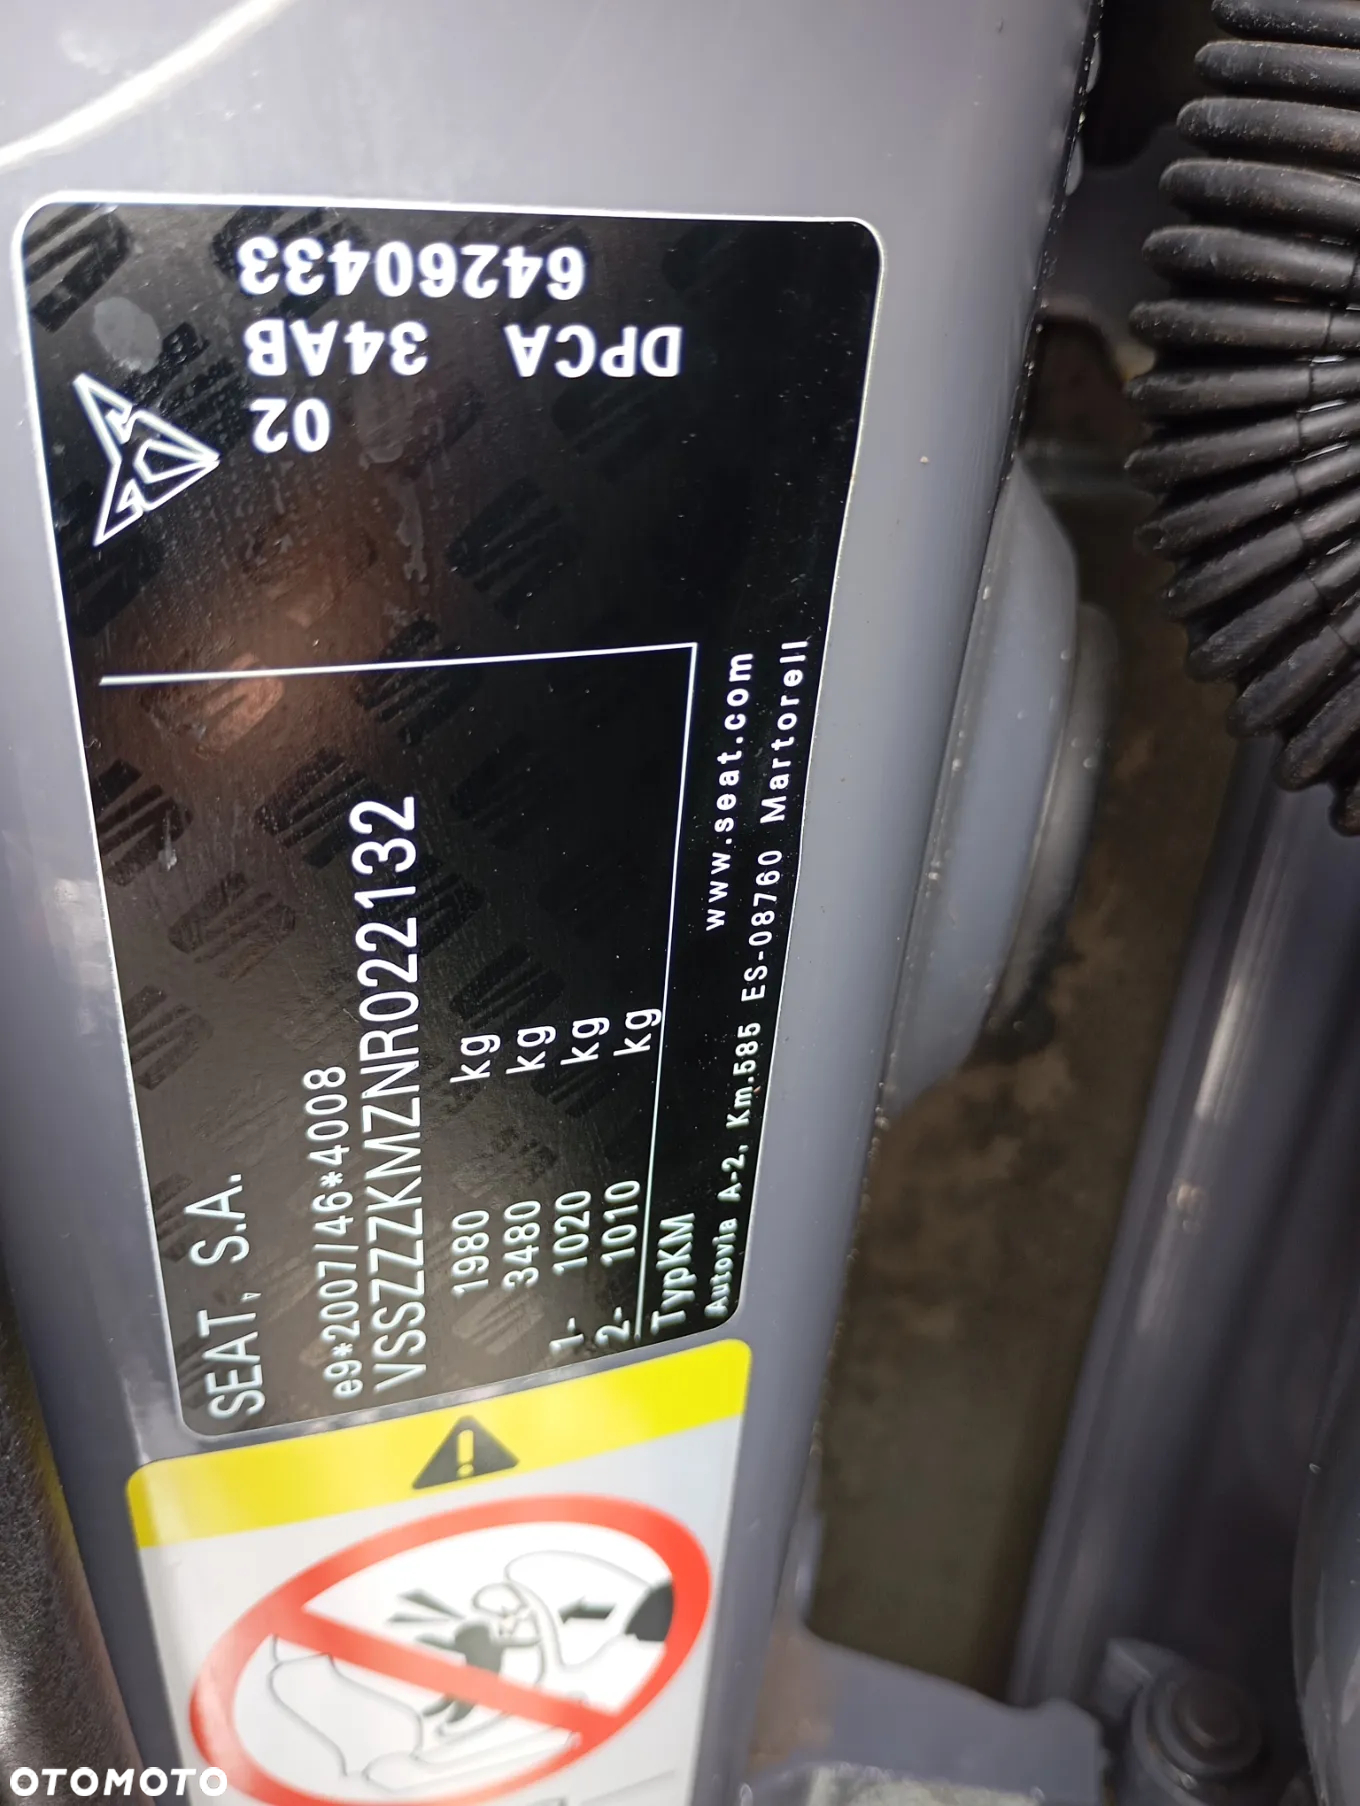 SEAT, S.A.
e9*2007/46*4008
VSSZZZKMZNR022132
1980 kg
3480 kg
1- 1020 kg
2- 1010 kg
TypKM
www.seat.com
Autovia A-2, Km.585 ES-08760 Martorell
02
DPCA 34AB
64260433
OTOMOTO